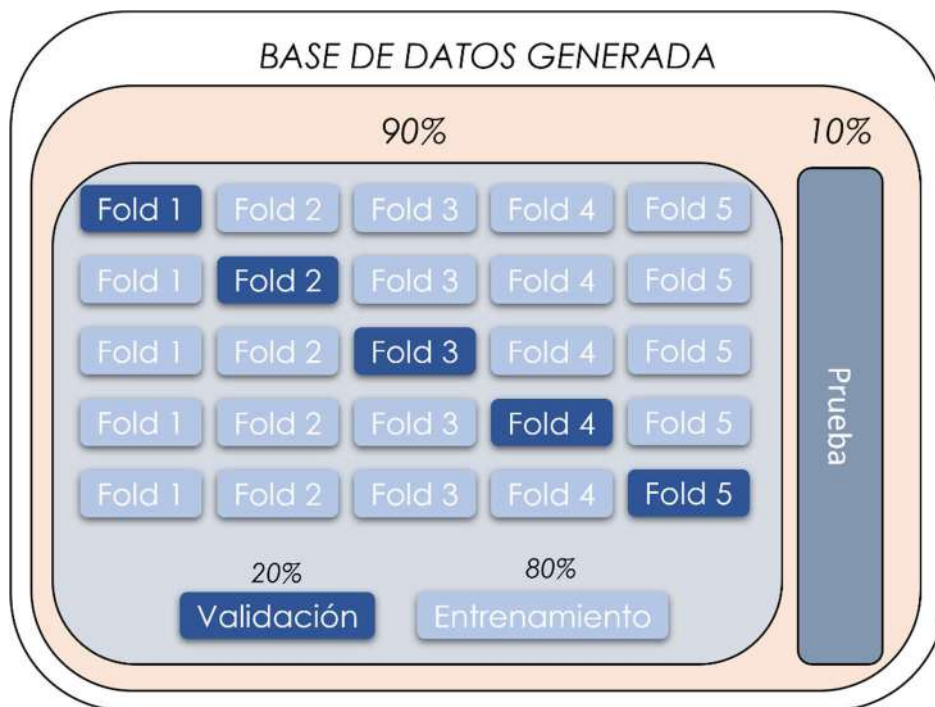 BASE DE DATOS GENERADA
90%
10%
Fold 1 Fold 2 Fold 3 Fold 4 Fold 5
Fold 1 Fold 2 Fold 3 Fold 4 Fold 5
Fold 1 Fold 2 Fold 3 Fold 4 Fold 5
Fold 1 Fold 2 Fold 3 Fold 4 Fold 5
Fold 1 Fold 2 Fold 3 Fold 4 Fold 5
Prueba
20%
80%
Validación
Entrenamiento